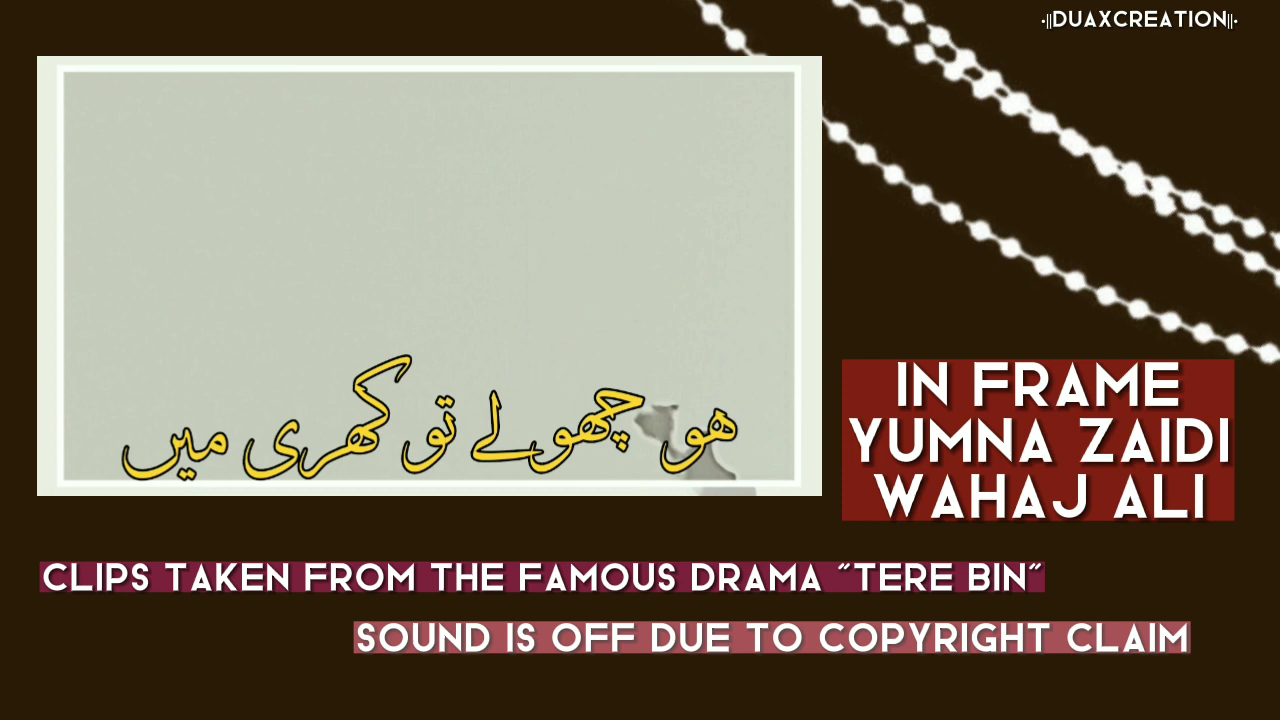 ·||DUAXCREATION||·
ھو چھولے تو کھری میں
IN FRAME
YUMNA ZAIDI
WAHAJ ALI
CLIPS TAKEN FROM THE FAMOUS DRAMA "TERE BIN"
SOUND IS OFF DUE TO COPYRIGHT CLAIM